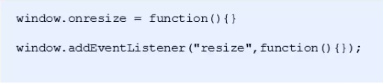 window.onresize = function(){}
window.addEventListener("resize",function(){});